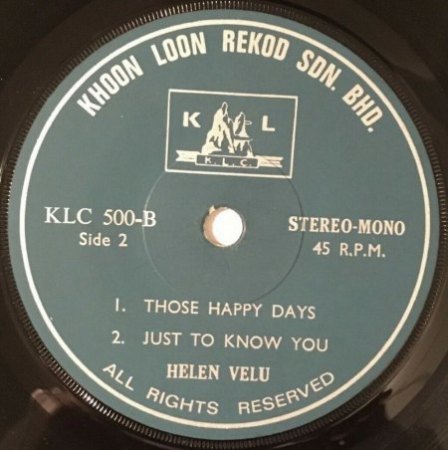 KHOON LOON REKOD SDN. BHD.
K L
K. L. C.
KLC 500-B
Side 2
STEREO-MONO
45 R.P.M.
1. THOSE HAPPY DAYS
2. JUST TO KNOW YOU
HELEN VELU
ALL RIGHTS RESERVED